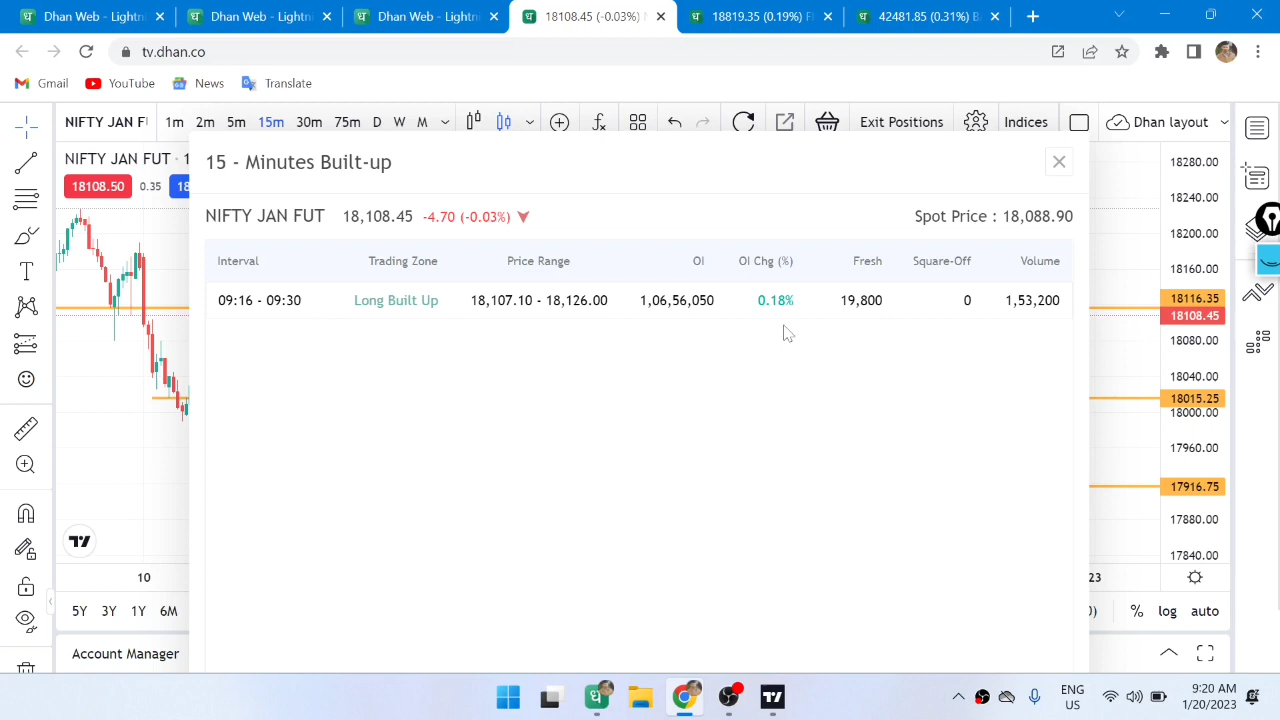 Dhan Web - Lightni
Dhan Web - Lightni
Dhan Web - Lightni
18108.45 (-0.03%) N
18819.35 (0.19%) FI
42481.85 (0.31%) BA
tv.dhan.co
Gmail YouTube News Translate
NIFTY JAN F 1m 2m 5m 15m 30m 75m D W M Exit Positions Indices Dhan layout
NIFTY JAN FUT · 1
18108.50 0.35 18
15 - Minutes Built-up
NIFTY JAN FUT 18,108.45 -4.70 (-0.03%) Spot Price : 18,088.90
Interval Trading Zone Price Range OI OI Chg (%) Fresh Square-Off Volume
09:16 - 09:30 Long Built Up 18,107.10 - 18,126.00 1,06,56,050 0.18% 19,800 0 1,53,200
18280.00
18240.00
18200.00
18160.00
18116.35
18108.45
18080.00
18040.00
18015.25
18000.00
17960.00
17916.75
17880.00
17840.00
10 23
5Y 3Y 1Y 6M ) % log auto
Account Manager
ENG
US
9:20 AM
1/20/2023